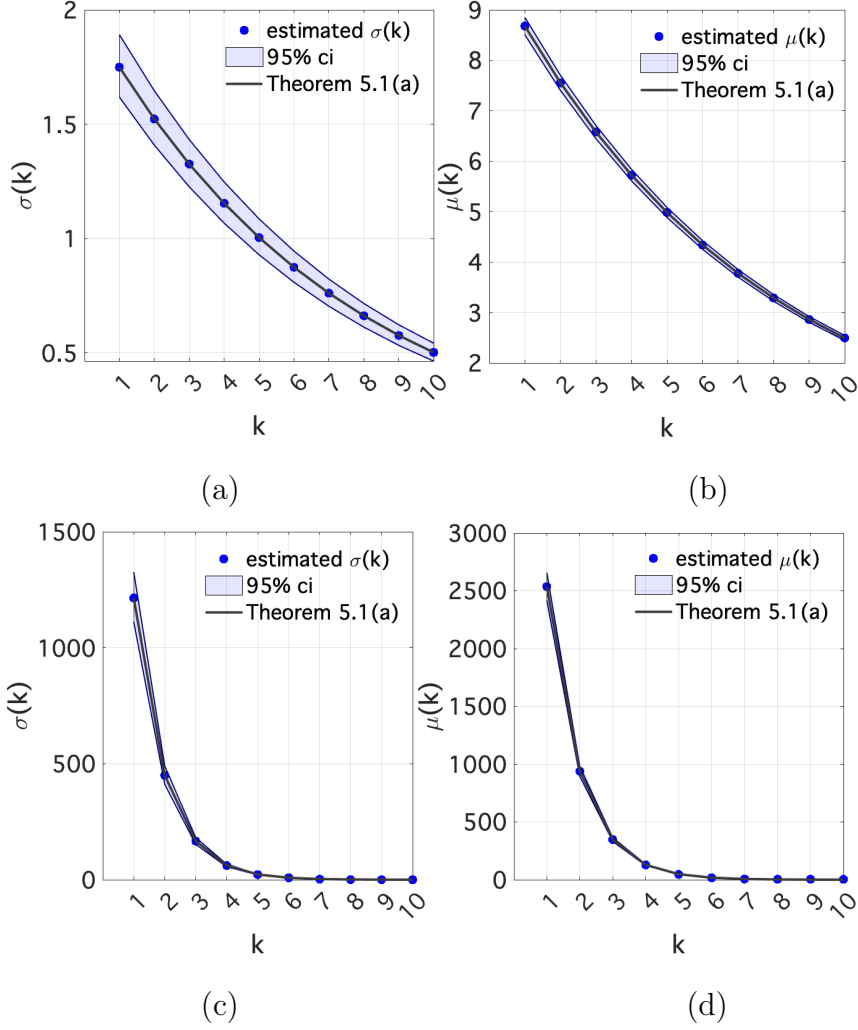 2
1.5
1
0.5
σ(k)
estimated σ(k)
95% ci
Theorem 5.1(a)
1 2 3 4 5 6 7 8 9 10
k
(a)
9
8
7
6
5
4
3
2
μ(k)
estimated μ(k)
95% ci
Theorem 5.1(a)
1 2 3 4 5 6 7 8 9 10
k
(b)
1500
1000
500
0
σ(k)
estimated σ(k)
95% ci
Theorem 5.1(a)
1 2 3 4 5 6 7 8 9 10
k
(c)
3000
2500
2000
1500
1000
500
0
μ(k)
estimated μ(k)
95% ci
Theorem 5.1(a)
1 2 3 4 5 6 7 8 9 10
k
(d)